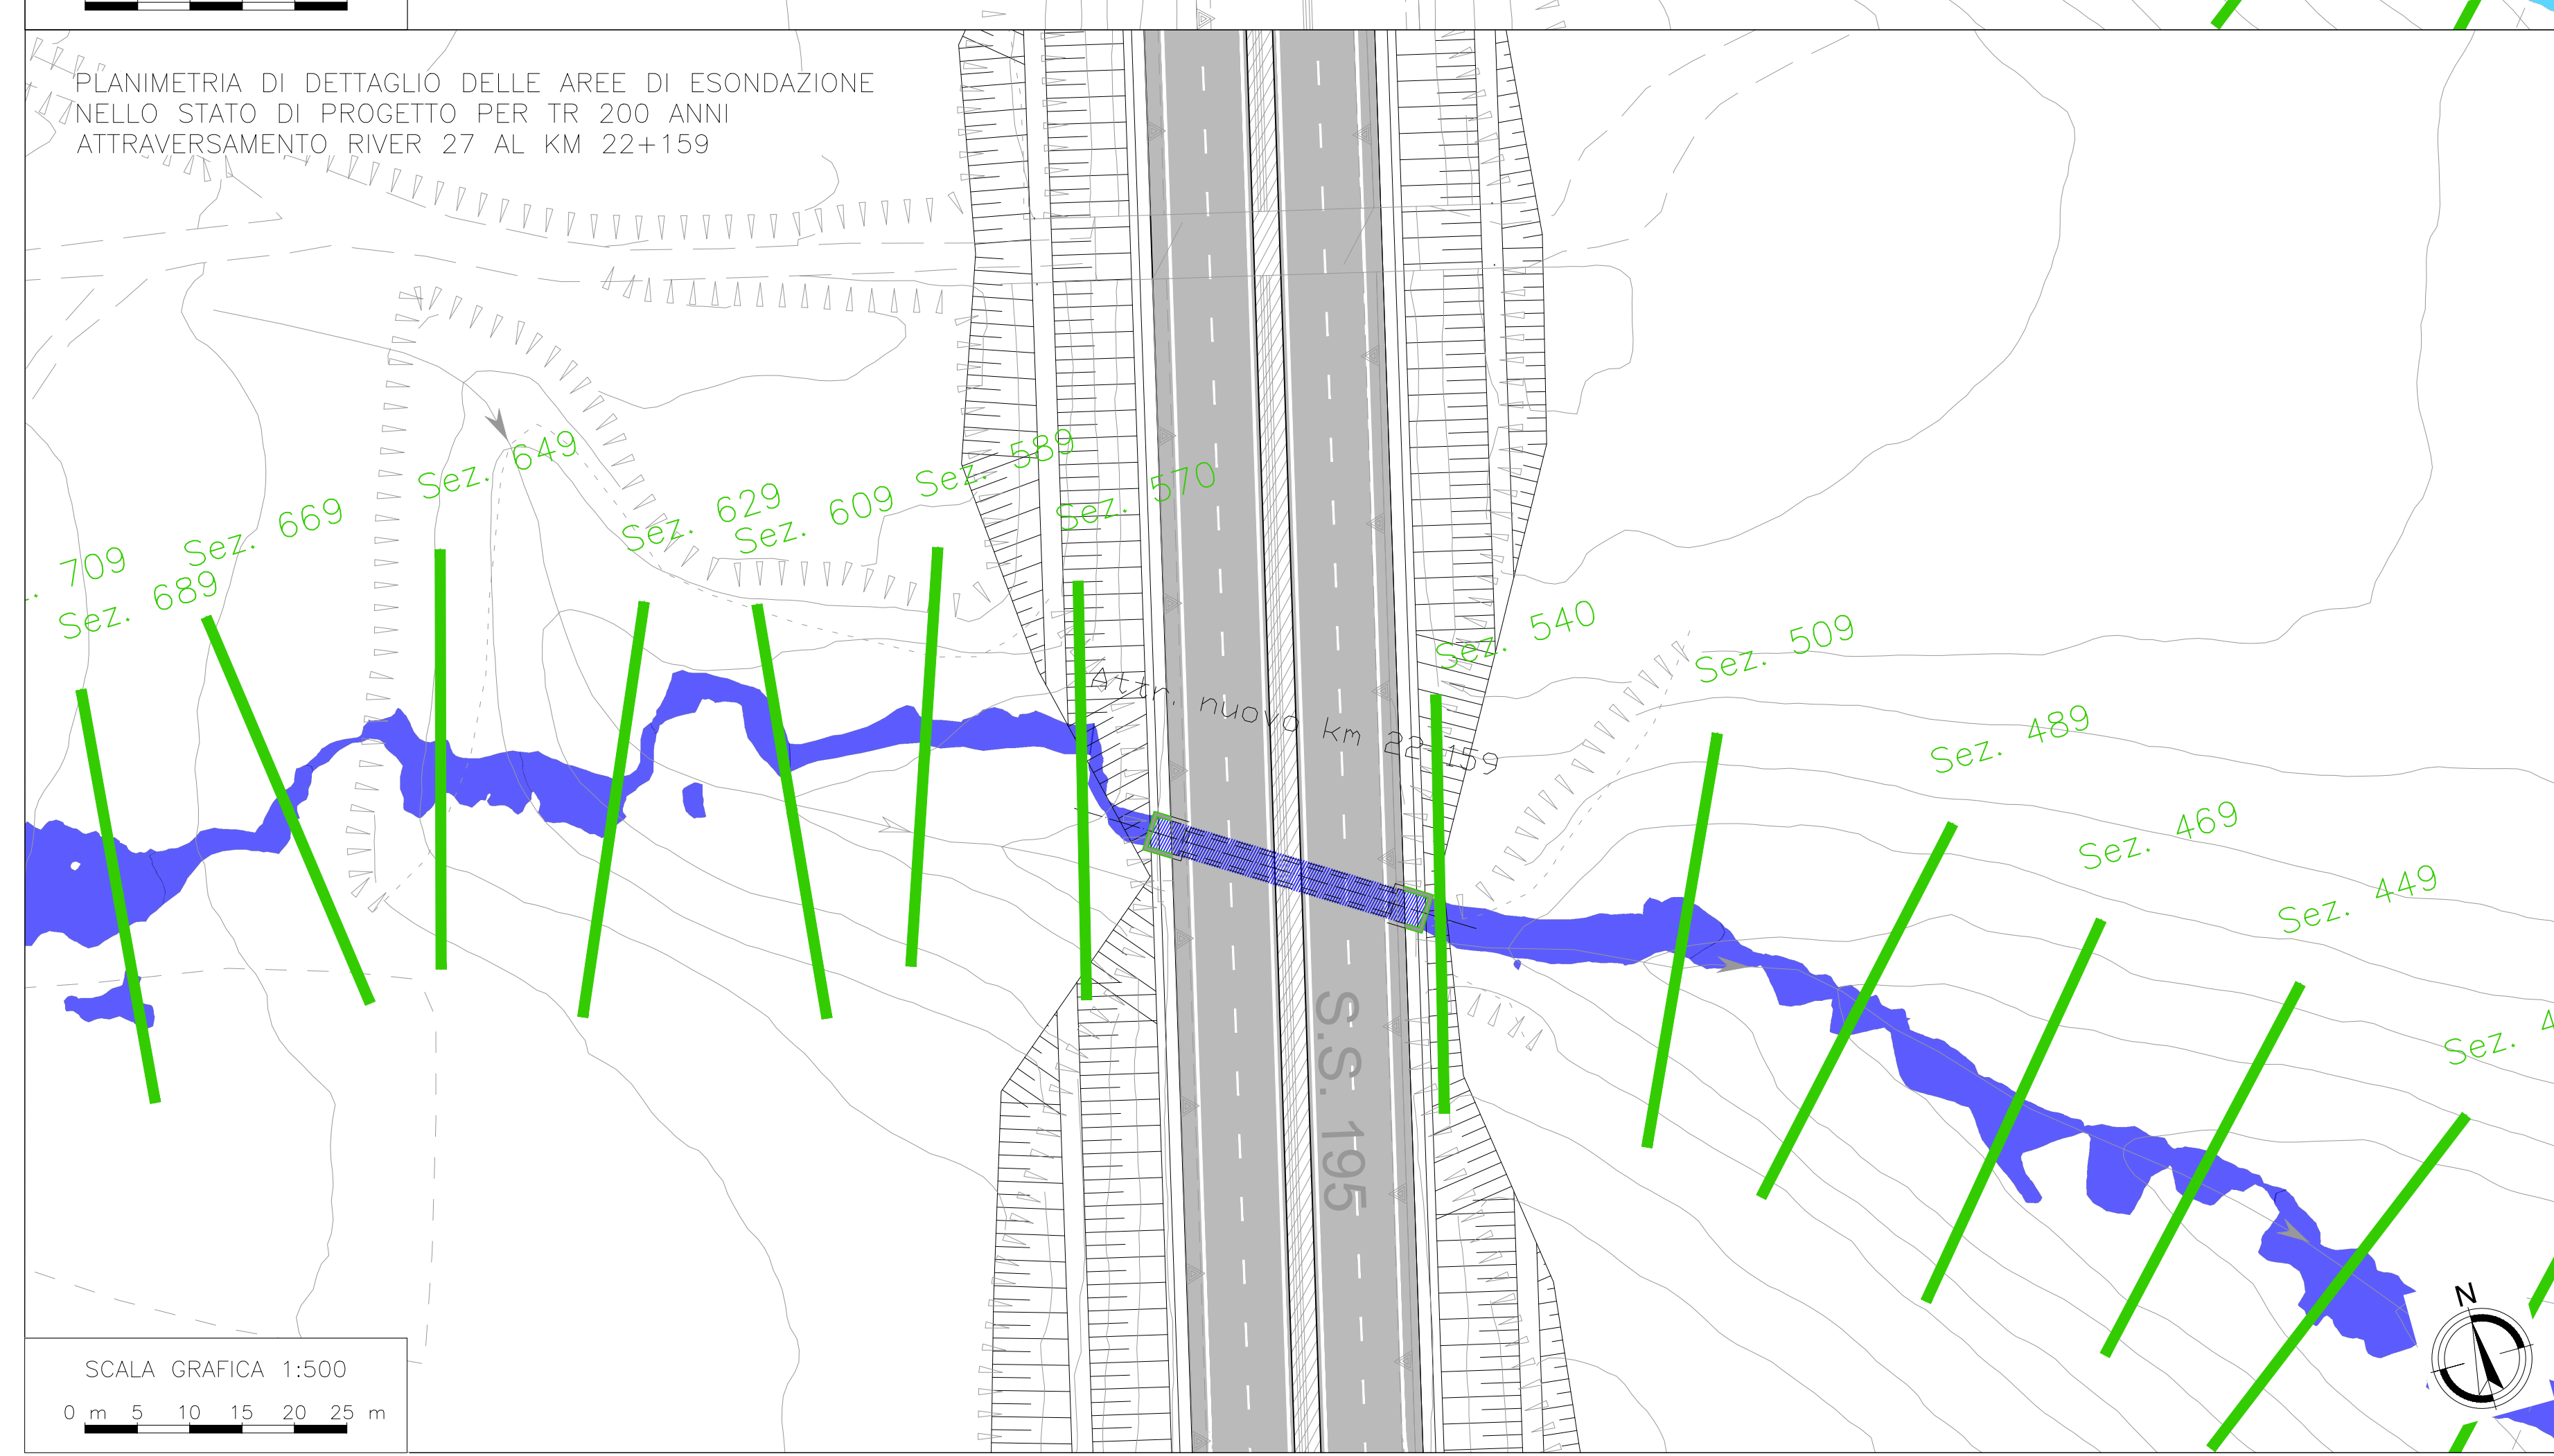 PLANIMETRIA DI DETTAGLIO DELLE AREE DI ESONDAZIONE
NELLO STATO DI PROGETTO PER TR 200 ANNI
ATTRAVERSAMENTO RIVER 27 AL KM 22+159
709
Sez. 689
Sez. 669
Sez. 649
Sez. 629
Sez. 609
Sez. 589
Sez. 570
Attr. nuovo km 22+159
Sez. 540
Sez. 509
Sez. 489
Sez. 469
Sez. 449
Sez. 4
S.S. 195
N
SCALA GRAFICA 1:500
0 m 5 10 15 20 25 m